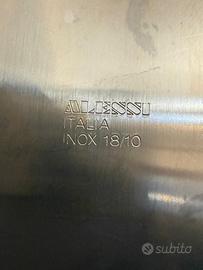 ALESSI
ITALIA
INOX 18/10
subito